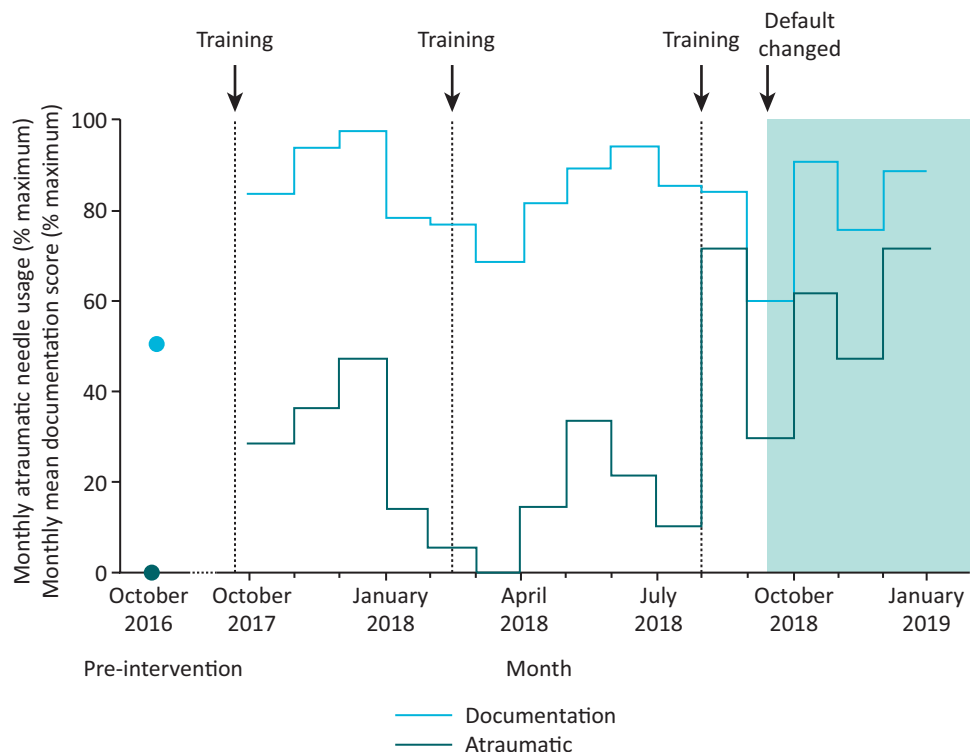 Training
Training
Training
Default
changed
Monthly atraumatic needle usage (% maximum)
Monthly mean documentation score (% maximum)
100
80
60
40
20
0
October
2016
October
2017
January
2018
April
2018
July
2018
October
2018
January
2019
Pre-intervention
Month
Documentation
Atraumatic